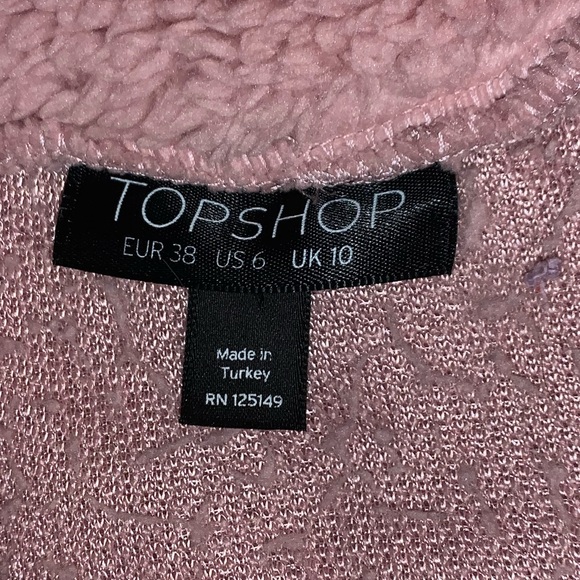 TOPSHOP
EUR 38 US 6 UK 10
Made in
Turkey
RN 125149